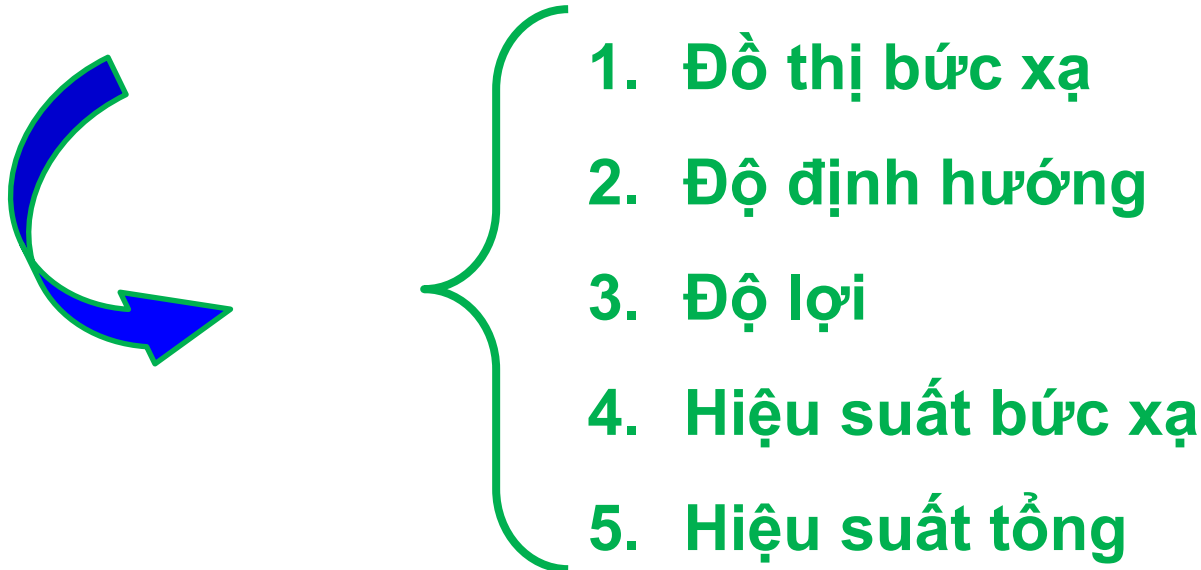 1. Đồ thị bức xạ
2. Độ định hướng
3. Độ lợi
4. Hiệu suất bức xạ
5. Hiệu suất tổng